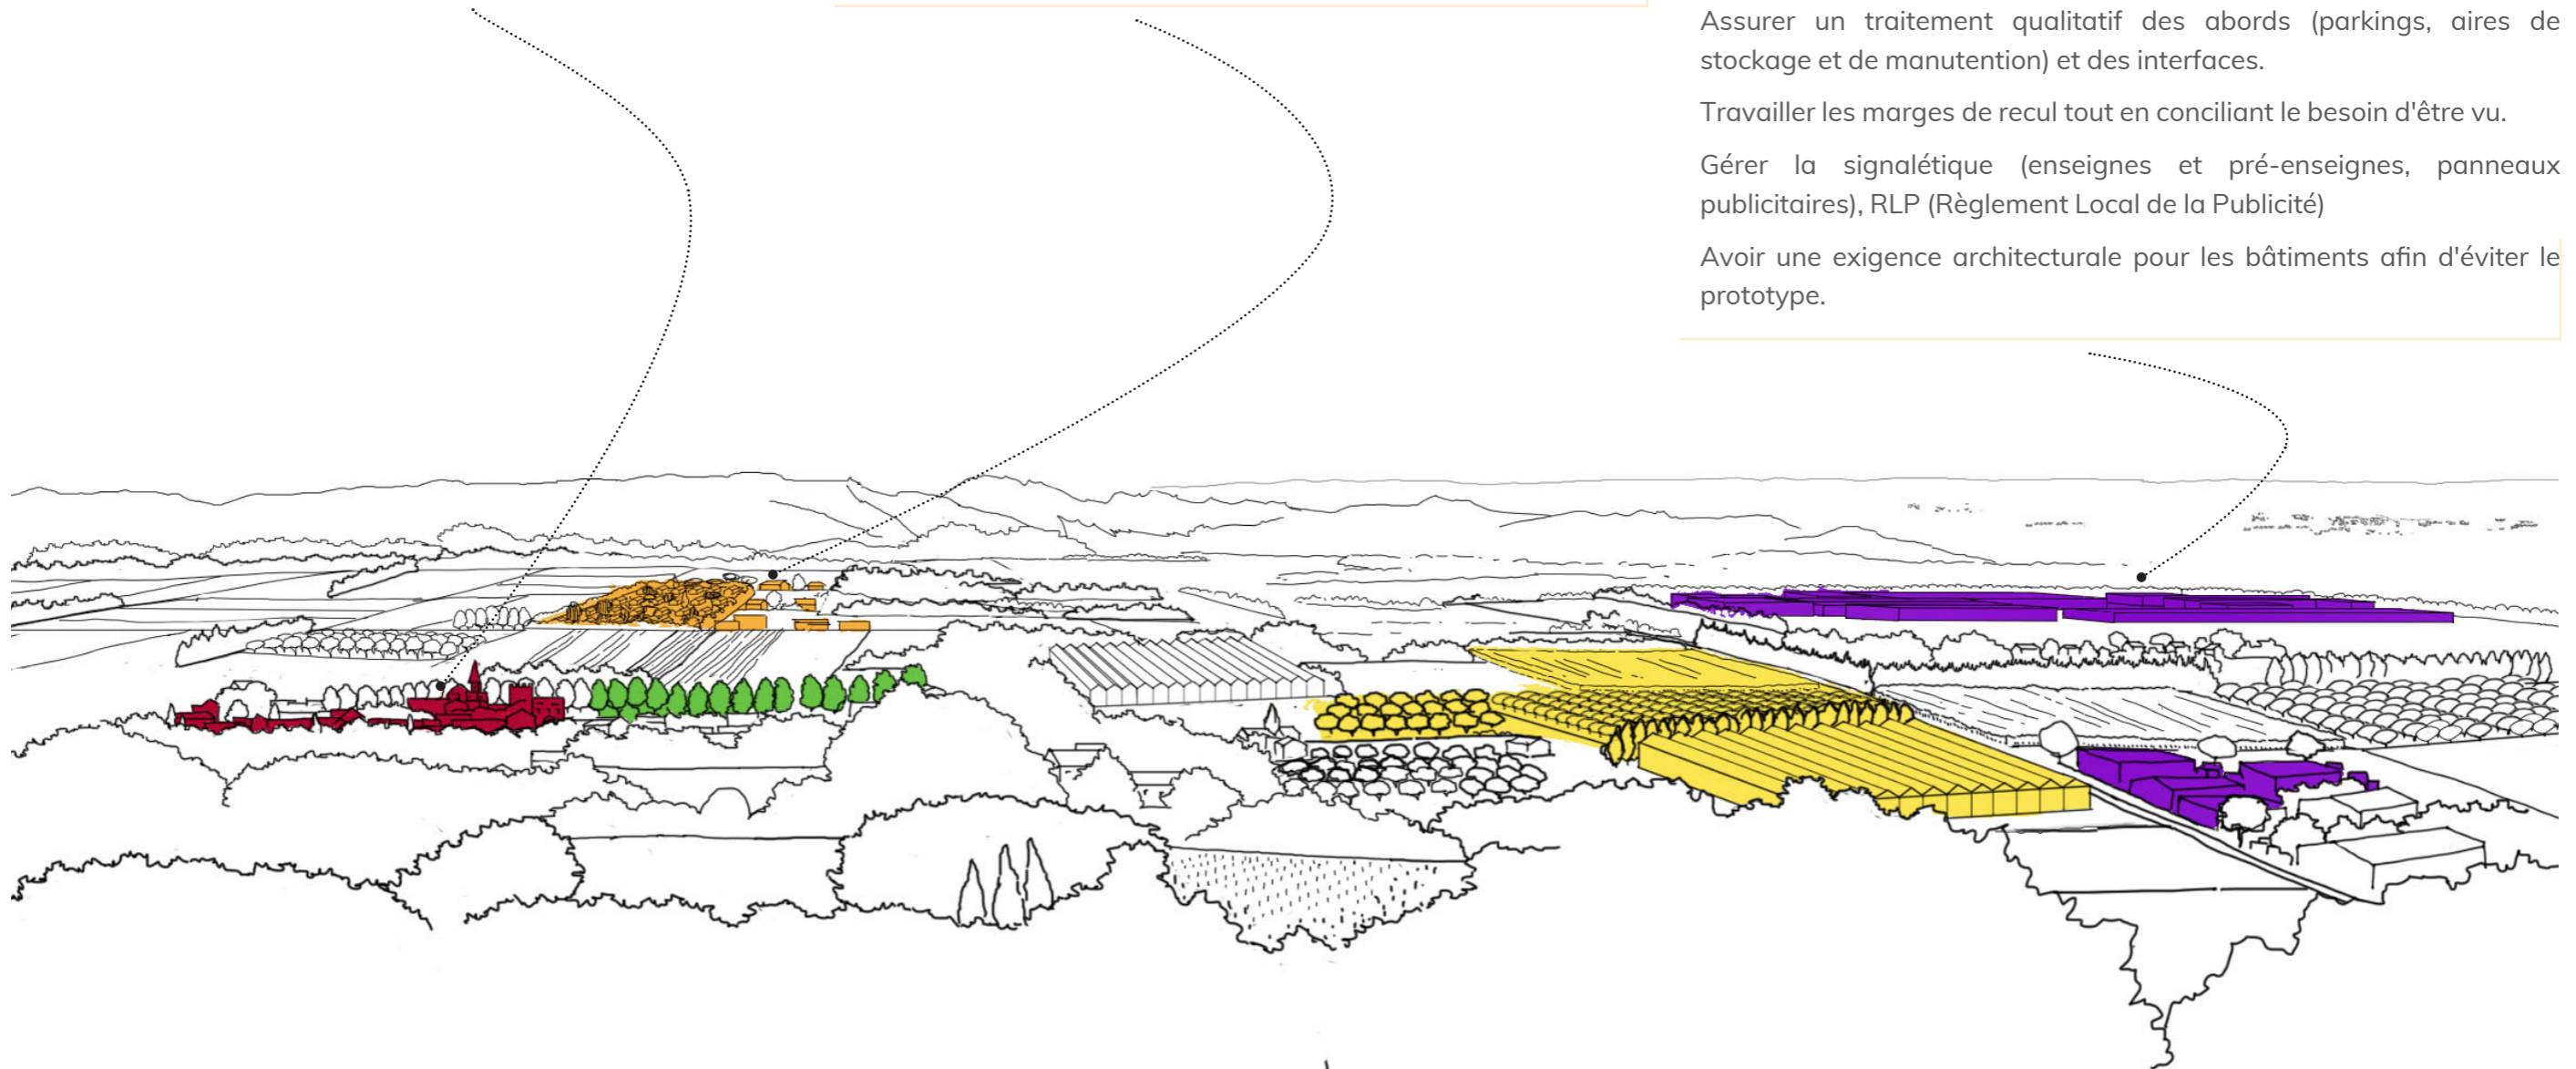 Assurer un traitement qualitatif des abords (parkings, aires de
stockage et de manutention) et des interfaces.
Travailler les marges de recul tout en conciliant le besoin d'être vu.
Gérer la signalétique (enseignes et pré-enseignes, panneaux
publicitaires), RLP (Règlement Local de la Publicité)
Avoir une exigence architecturale pour les bâtiments afin d'éviter le
prototype.